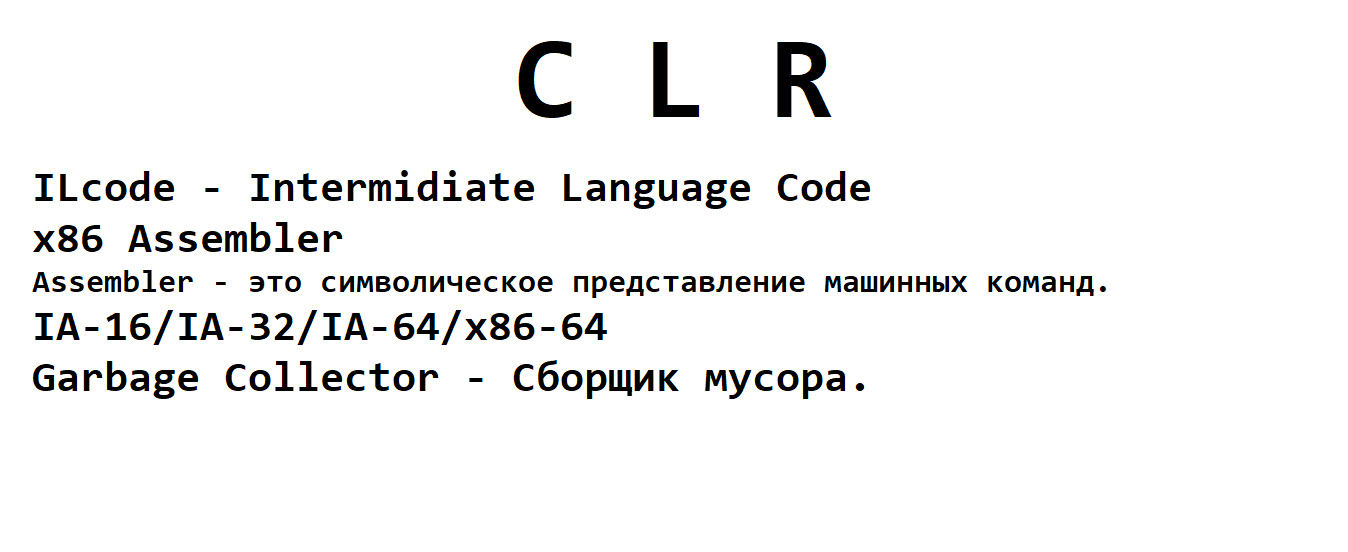 C L R
ILcode - Intermidiate Language Code
x86 Assembler
Assembler - это символическое представление машинных команд.
IA-16/IA-32/IA-64/x86-64
Garbage Collector - Сборщик мусора.